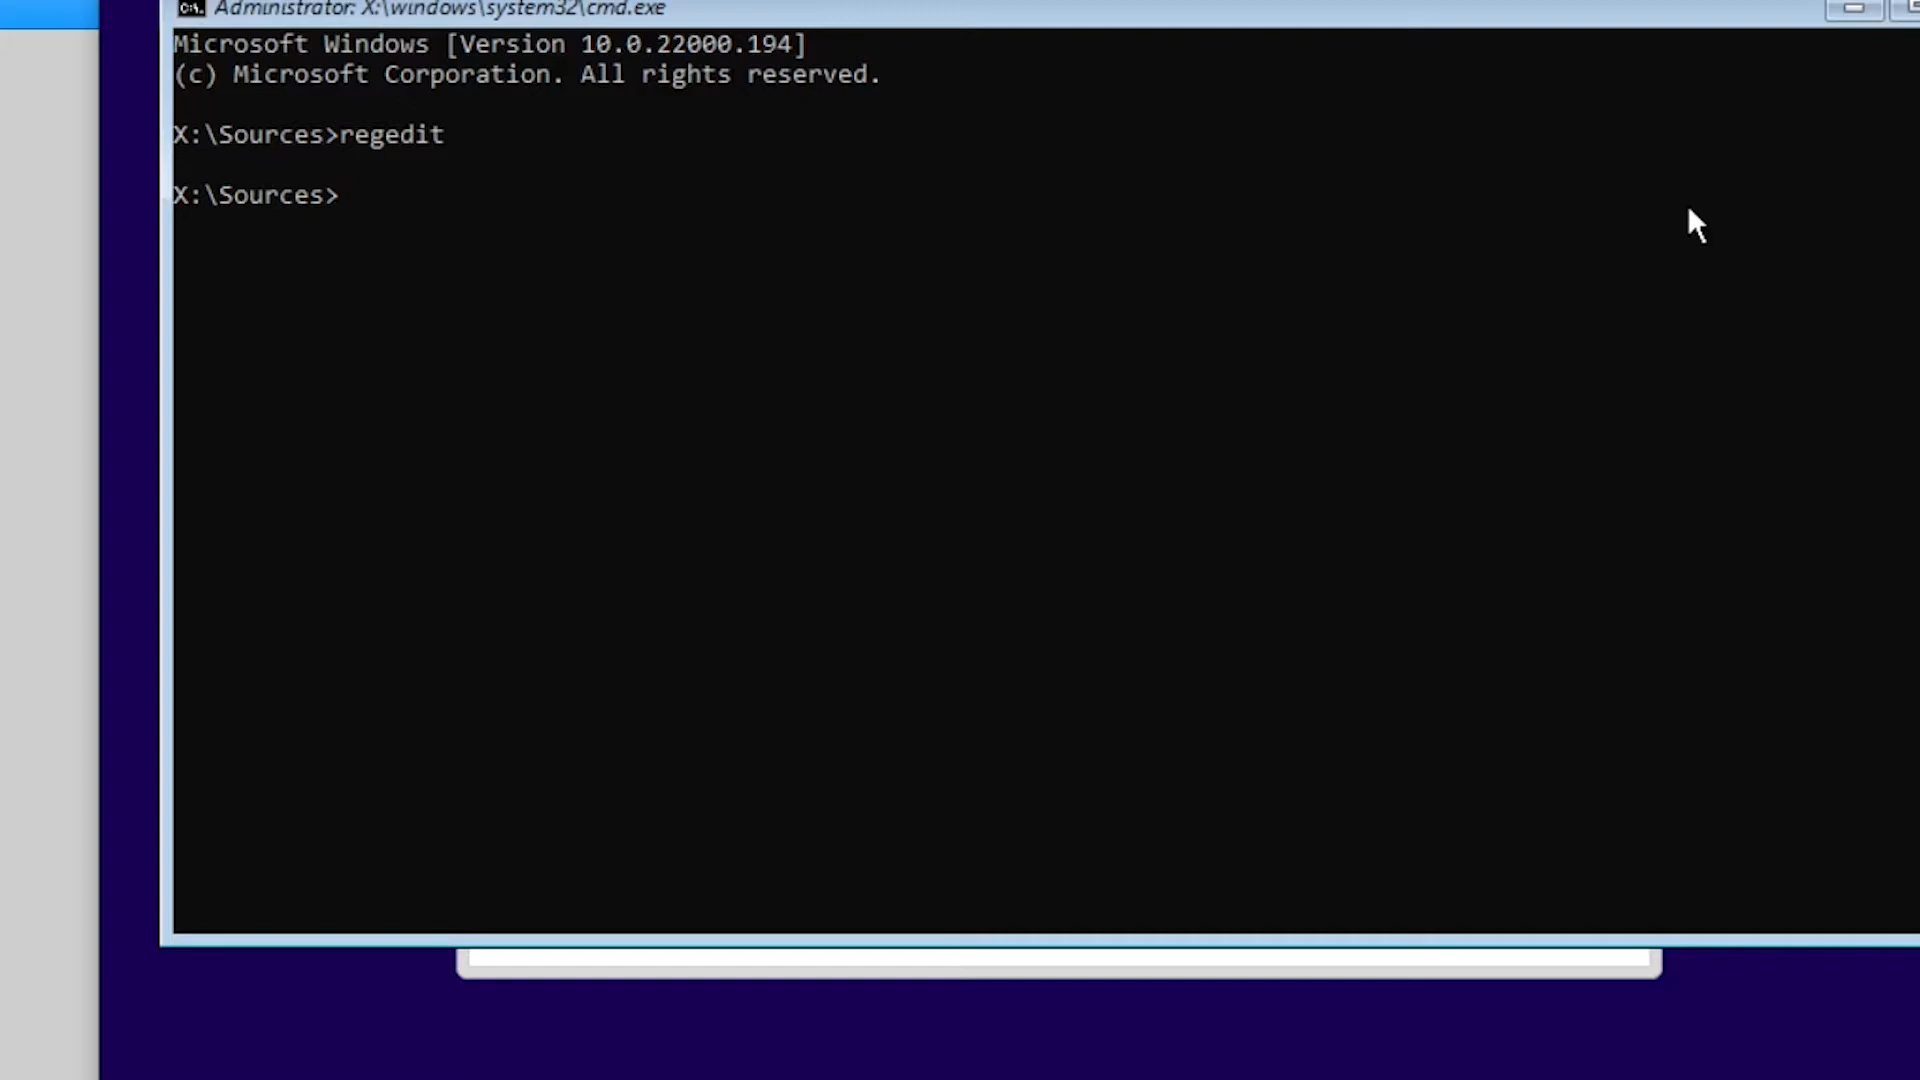 Administrator: X:\windows\system32\cmd.exe
Microsoft Windows [Version 10.0.22000.194]
(c) Microsoft Corporation. All rights reserved.
X:\Sources>regedit
X:\Sources>